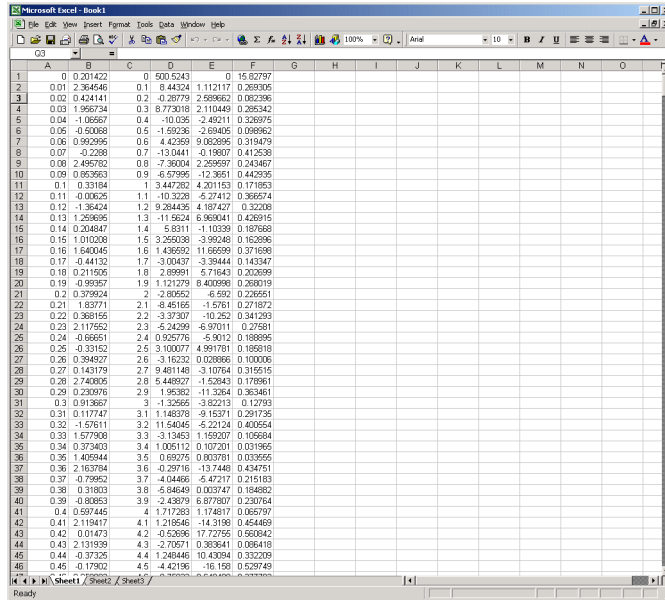 Microsoft Excel - Book1
File Edit View Insert Format Tools Data Window Help
100% Arial 10 B I U
Q3 =
A B C D E F G H I J K L M N O
1 0 0.201422 0 500.5243 0 15.82797
2 0.01 2.364546 0.1 8.44324 1.112117 0.269305
3 0.02 0.424141 0.2 -0.28779 2.589662 0.082396
4 0.03 1.956734 0.3 8.773018 2.110449 0.285342
5 0.04 -1.06567 0.4 -10.035 -2.49211 0.326975
6 0.05 -0.50068 0.5 -1.59236 -2.69405 0.098962
7 0.06 0.992995 0.6 4.42359 9.082895 0.319479
8 0.07 -0.2288 0.7 -13.0441 -0.19807 0.412538
9 0.08 2.495782 0.8 -7.36004 2.259597 0.243467
10 0.09 0.853563 0.9 -6.57995 -12.3651 0.442935
11 0.1 0.33184 1 3.447282 4.201153 0.171853
12 0.11 -0.00625 1.1 -10.3228 -5.27412 0.366574
13 0.12 -1.36424 1.2 9.284435 4.187427 0.32208
14 0.13 1.259695 1.3 -11.5624 6.969041 0.426915
15 0.14 0.204847 1.4 5.8311 -1.10339 0.187668
16 0.15 1.010208 1.5 3.255038 -3.99248 0.162896
17 0.16 1.640045 1.6 1.436592 11.66599 0.371698
18 0.17 -0.44132 1.7 -3.00437 -3.39444 0.143347
19 0.18 0.211505 1.8 2.89991 5.71643 0.202699
20 0.19 -0.99357 1.9 1.121279 8.400998 0.268019
21 0.2 0.379924 2 -2.80552 -6.592 0.226551
22 0.21 1.83771 2.1 -8.45165 -1.5761 0.271872
23 0.22 0.368155 2.2 -3.37307 -10.252 0.341293
24 0.23 2.117552 2.3 -5.24299 -6.97011 0.27581
25 0.24 -0.66651 2.4 0.925776 -5.9012 0.188895
26 0.25 -0.33152 2.5 3.100077 4.991781 0.185818
27 0.26 0.394927 2.6 -3.16232 0.028866 0.100006
28 0.27 0.143179 2.7 9.481148 -3.10764 0.315515
29 0.28 2.740805 2.8 5.448927 -1.52843 0.178961
30 0.29 0.230976 2.9 1.95382 -11.3264 0.363461
31 0.3 0.913667 3 -1.32565 -3.82213 0.12793
32 0.31 0.117747 3.1 1.148378 -9.15371 0.291735
33 0.32 -1.57611 3.2 11.54045 -5.22124 0.400554
34 0.33 1.577908 3.3 -3.13453 1.159207 0.105684
35 0.34 0.373403 3.4 1.005112 0.107201 0.031965
36 0.35 1.405944 3.5 0.69275 0.803781 0.033555
37 0.36 2.163784 3.6 -0.29716 -13.7448 0.434751
38 0.37 -0.79952 3.7 -4.04466 -5.47217 0.215183
39 0.38 0.31803 3.8 -5.84649 0.003747 0.184882
40 0.39 -0.80853 3.9 -2.43879 6.877807 0.230764
41 0.4 0.597445 4 1.717283 1.174817 0.065797
42 0.41 2.119417 4.1 1.218546 -14.3198 0.454469
43 0.42 0.01473 4.2 -0.52696 17.72755 0.560842
44 0.43 2.131939 4.3 -2.70571 0.383641 0.086418
45 0.44 -0.37325 4.4 1.248446 10.43094 0.332209
46 0.45 -0.17902 4.5 -4.42196 -16.158 0.529749
Sheet1 Sheet2 Sheet3
Ready